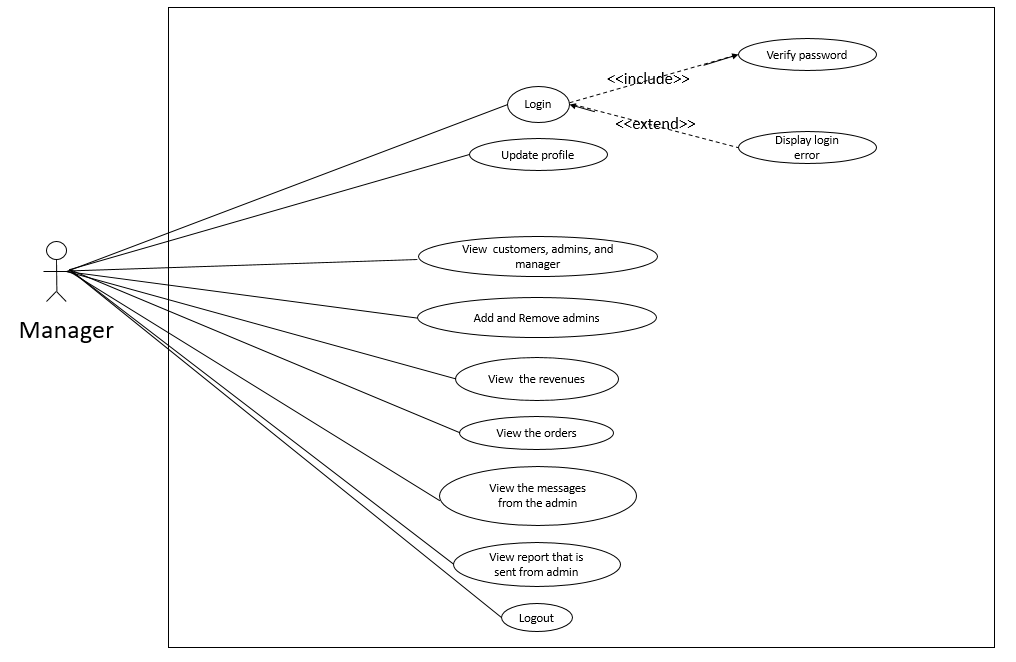 Verify password
<<include>>
Login
<<extend>>
Display login
error
Update profile
View  customers, admins, and
manager
Add and Remove admins
Manager
View  the revenues
View the orders
View the messages
from the admin
View report that is
sent from admin
Logout